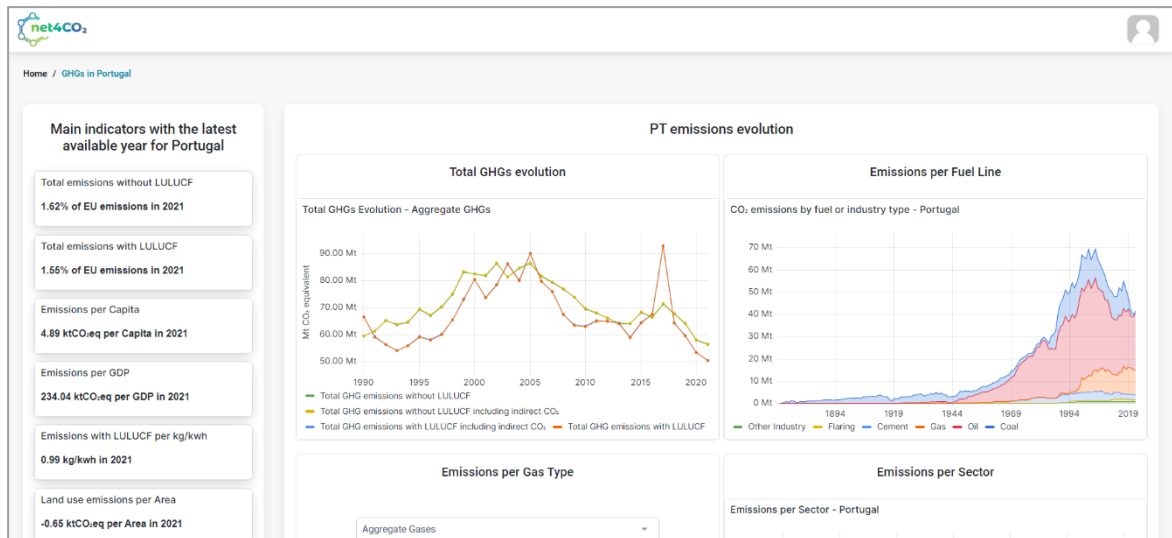 net4CO₂
Home / GHGs in Portugal
Main indicators with the latest
available year for Portugal
Total emissions without LULUCF
1.62% of EU emissions in 2021
Total emissions with LULUCF
1.55% of EU emissions in 2021
Emissions per Capita
4.89 ktCO₂eq per Capita in 2021
Emissions per GDP
234.04 ktCO₂eq per GDP in 2021
Emissions with LULUCF per kg/kwh
0.99 kg/kwh in 2021
Land use emissions per Area
-0.65 ktCO₂eq per Area in 2021
PT emissions evolution
Total GHGs evolution
Total GHGs Evolution - Aggregate GHGs
Mt CO₂ equivalent
90.00 Mt
80.00 Mt
70.00 Mt
60.00 Mt
50.00 Mt
1990 1995 2000 2005 2010 2015 2020
Total GHG emissions without LULUCF
Total GHG emissions without LULUCF including indirect CO₂
Total GHG emissions with LULUCF including indirect CO₂ Total GHG emissions with LULUCF
Emissions per Fuel Line
CO₂ emissions by fuel or industry type - Portugal
70 Mt
60 Mt
50 Mt
40 Mt
30 Mt
20 Mt
10 Mt
0 Mt
1894 1919 1944 1969 1994 2019
Other Industry Flaring Cement Gas Oil Coal
Emissions per Gas Type
Aggregate Gases
Emissions per Sector
Emissions per Sector - Portugal